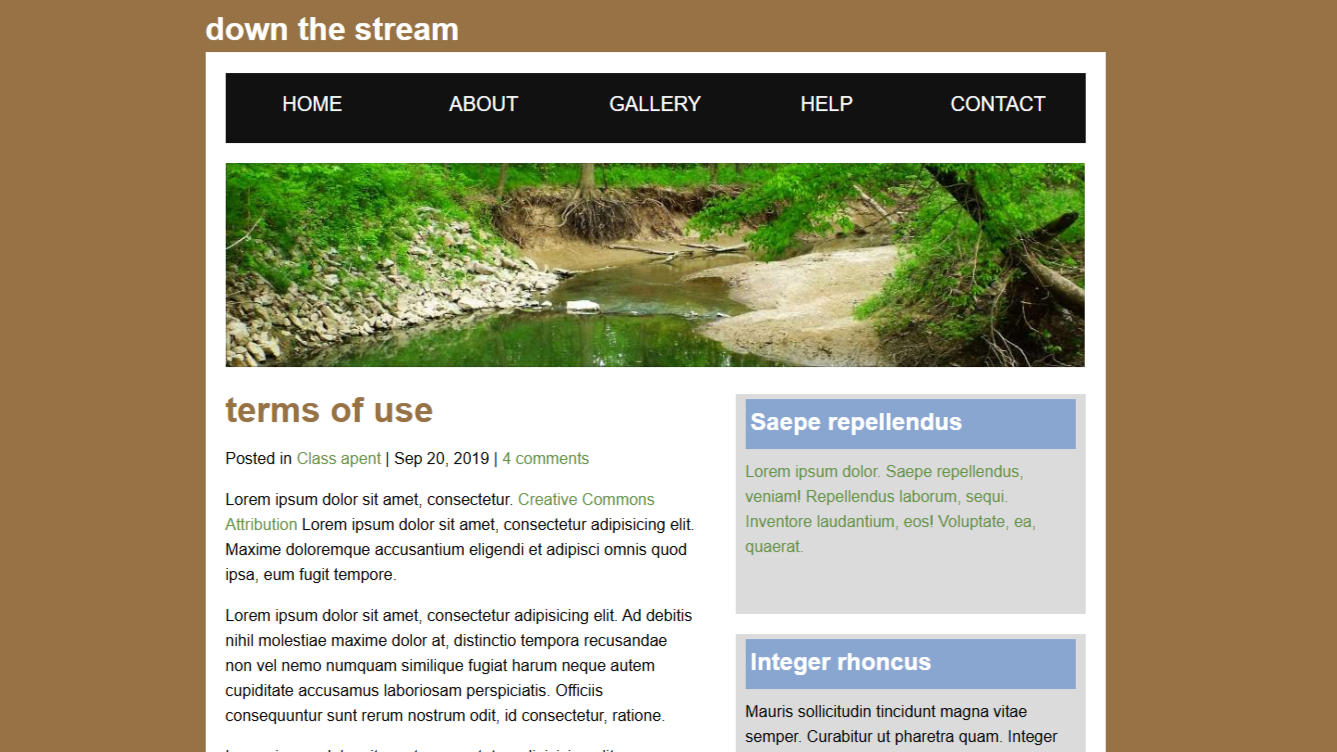 down the stream
HOME ABOUT GALLERY HELP CONTACT
terms of use
Posted in Class apent | Sep 20, 2019 | 4 comments
Lorem ipsum dolor sit amet, consectetur. Creative Commons
Attribution Lorem ipsum dolor sit amet, consectetur adipisicing elit.
Maxime doloremque accusantium eligendi et adipisci omnis quod
ipsa, eum fugit tempore.
Lorem ipsum dolor sit amet, consectetur adipisicing elit. Ad debitis
nihil molestiae maxime dolor at, distinctio tempora recusandae
non vel nemo numquam similique fugiat harum neque autem
cupiditate accusamus laboriosam perspiciatis. Officiis
consequuntur sunt rerum nostrum odit, id consectetur, ratione.
Saepe repellendus
Lorem ipsum dolor. Saepe repellendus,
veniam! Repellendus laborum, sequi.
Inventore laudantium, eos! Voluptate, ea,
quaerat.
Integer rhoncus
Mauris sollicitudin tincidunt magna vitae
semper. Curabitur ut pharetra quam. Integer